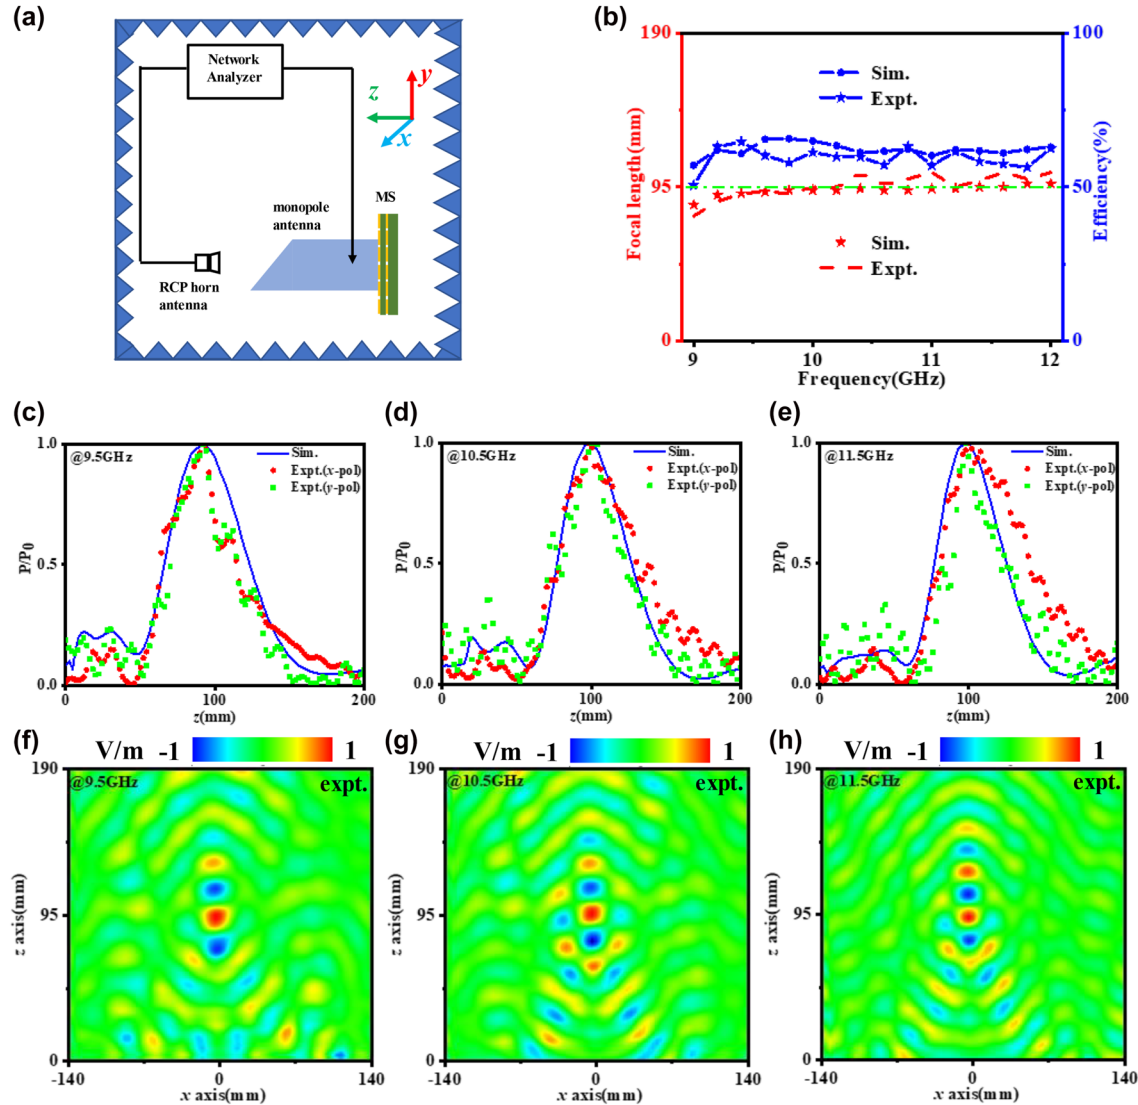 (a)
Network
Analyzer
y
z
x
MS
monopole
antenna
RCP horn
antenna
(b)
190
95
0
Focal length(mm)
100
50
0
Efficiency(%)
Sim.
Expt.
Sim.
Expt.
9
10
11
12
Frequency(GHz)
(c)
@9.5GHz
Sim.
Expt.(x-pol)
Expt.(y-pol)
1.0
0.5
0.0
P/P0
0
100
200
z(mm)
(d)
@10.5GHz
Sim.
Expt.(x-pol)
Expt.(y-pol)
1.0
0.5
0.0
P/P0
0
100
200
z(mm)
(e)
@11.5GHz
Sim.
Expt.(x-pol)
Expt.(y-pol)
1.0
0.5
0.0
P/P0
0
100
200
z(mm)
(f)
V/m -1 1
@9.5GHz
expt.
190
95
0
z axis(mm)
-140
0
140
x axis(mm)
(g)
V/m -1 1
@10.5GHz
expt.
190
95
0
z axis(mm)
-140
0
140
x axis(mm)
(h)
V/m -1 1
@11.5GHz
expt.
190
95
0
z axis(mm)
-140
0
140
x axis(mm)